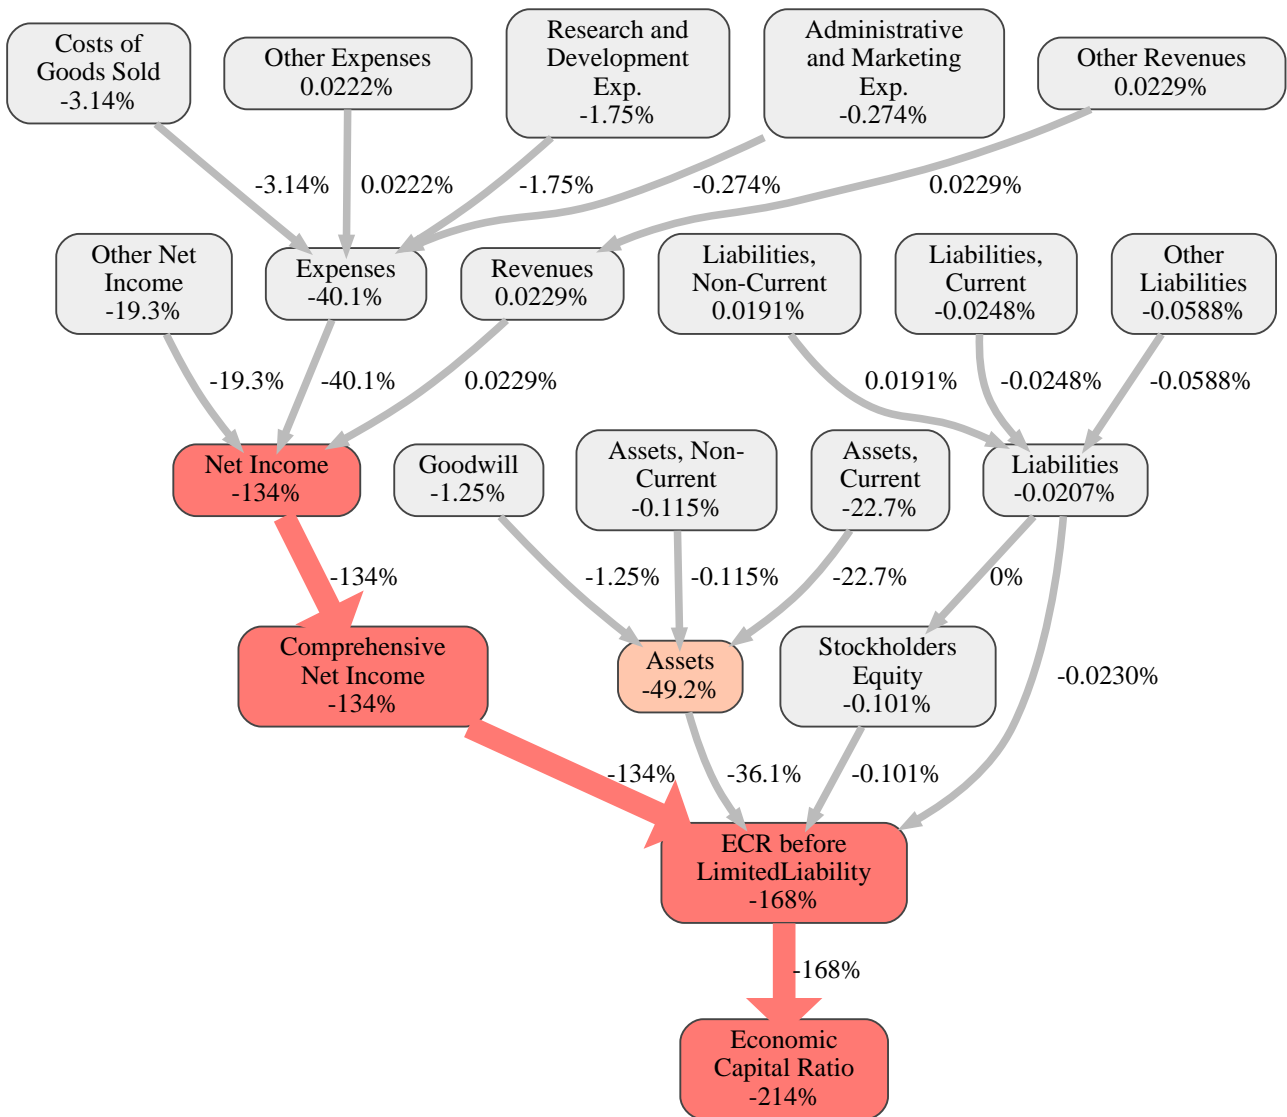 Costs of
Goods Sold
-3.14%
Other Expenses
0.0222%
Research and
Development
Exp.
-1.75%
Administrative
and Marketing
Exp.
-0.274%
Other Revenues
0.0229%
-3.14%
0.0222%
-1.75%
-0.274%
0.0229%
Other Net
Income
-19.3%
Expenses
-40.1%
Revenues
0.0229%
Liabilities,
Non-Current
0.0191%
Liabilities,
Current
-0.0248%
Other
Liabilities
-0.0588%
-19.3%
-40.1%
0.0229%
0.0191%
-0.0248%
-0.0588%
Net Income
-134%
Goodwill
-1.25%
Assets, Non-
Current
-0.115%
Assets,
Current
-22.7%
Liabilities
-0.0207%
-134%
-1.25%
-0.115%
-22.7%
0%
Comprehensive
Net Income
-134%
Assets
-49.2%
Stockholders
Equity
-0.101%
-0.0230%
-134%
-36.1%
-0.101%
ECR before
LimitedLiability
-168%
-168%
Economic
Capital Ratio
-214%